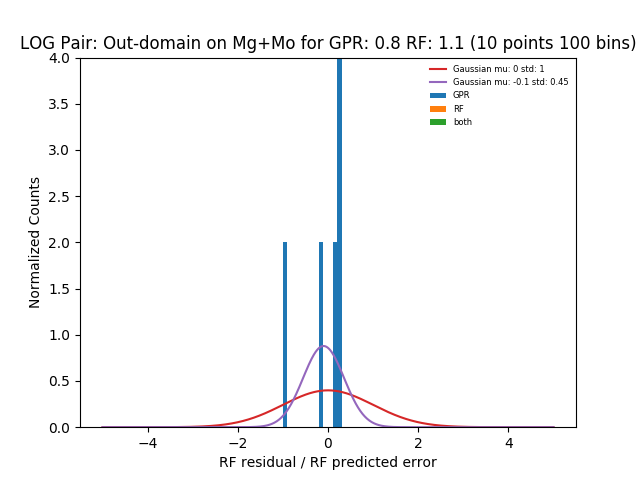 LOG Pair: Out-domain on Mg+Mo for GPR: 0.8 RF: 1.1 (10 points 100 bins)
Gaussian mu: 0 std: 1
Gaussian mu: -0.1 std: 0.45
GPR
RF
both
Normalized Counts
4.0
3.5
3.0
2.5
2.0
1.5
1.0
0.5
0.0
−4
−2
0
2
4
RF residual / RF predicted error